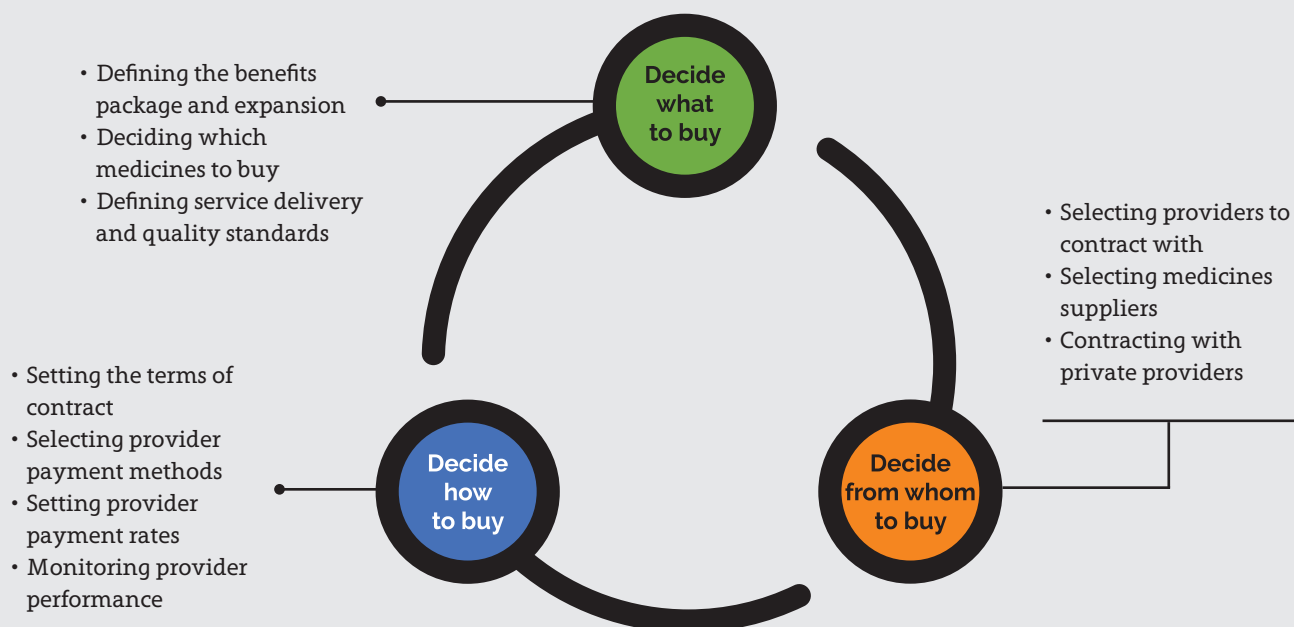 Decide
what
to buy
• Defining the benefits
package and expansion
• Deciding which
medicines to buy
• Defining service delivery
and quality standards
Decide
from whom
to buy
• Selecting providers to
contract with
• Selecting medicines
suppliers
• Contracting with
private providers
Decide
how
to buy
• Setting the terms of
contract
• Selecting provider
payment methods
• Setting provider
payment rates
• Monitoring provider
performance